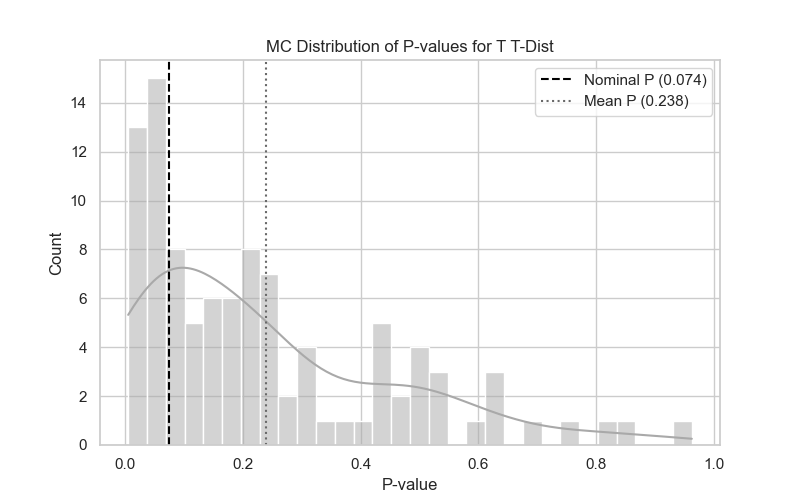 MC Distribution of P-values for T T-Dist
Nominal P (0.074)
Mean P (0.238)
Count
14
12
10
8
6
4
2
0
0.0 0.2 0.4 0.6 0.8 1.0
P-value